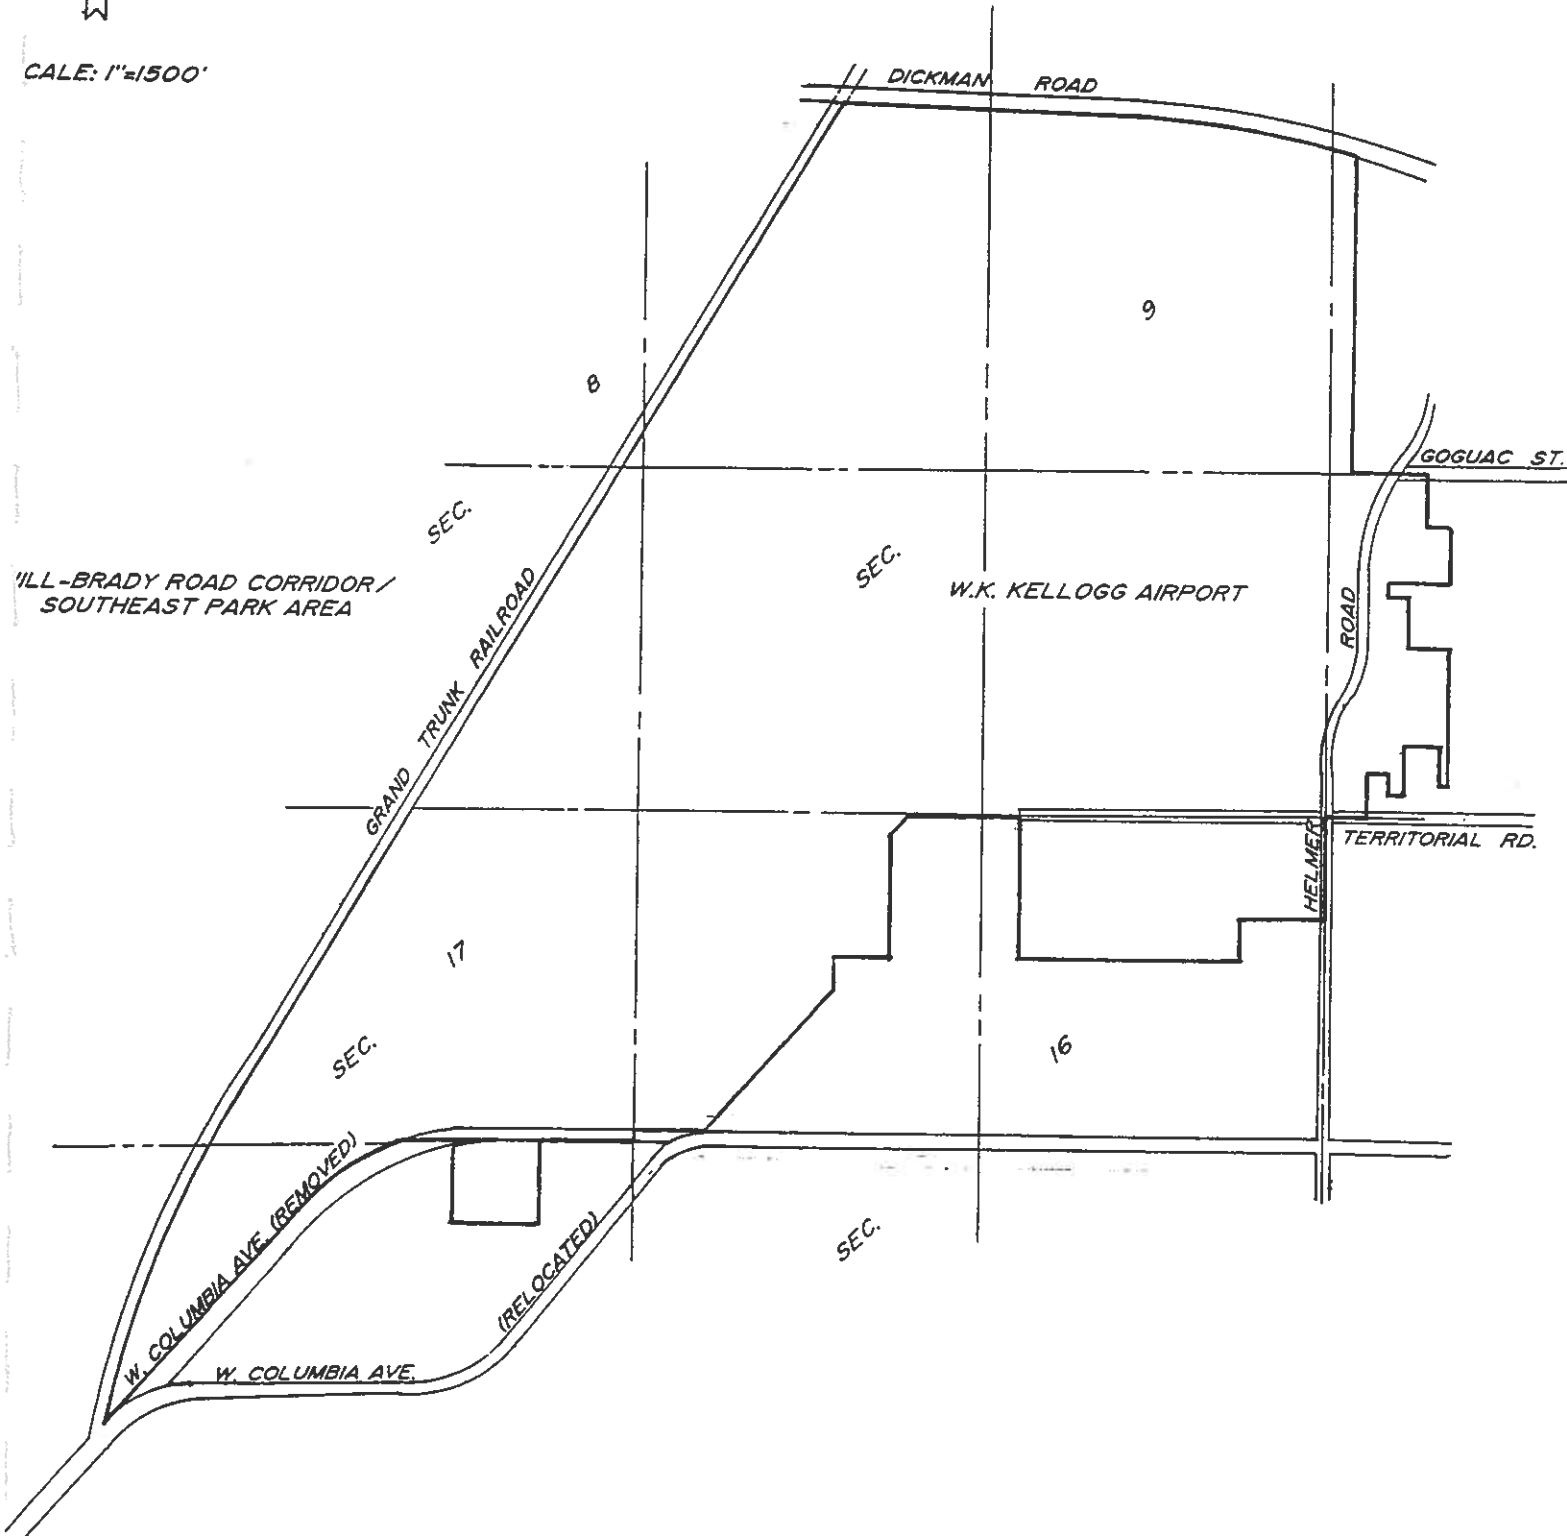 CALE: 1"=1500'
DICKMAN ROAD
9
8
GOGUAC ST.
SEC.
SEC.
'ILL-BRADY ROAD CORRIDOR/
SOUTHEAST PARK AREA
W.K. KELLOGG AIRPORT
ROAD
GRAND TRUNK RAILROAD
HELMER
TERRITORIAL RD.
17
SEC.
16
W. COLUMBIA AVE. (REMOVED)
SEC.
(RELOCATED)
W. COLUMBIA AVE.